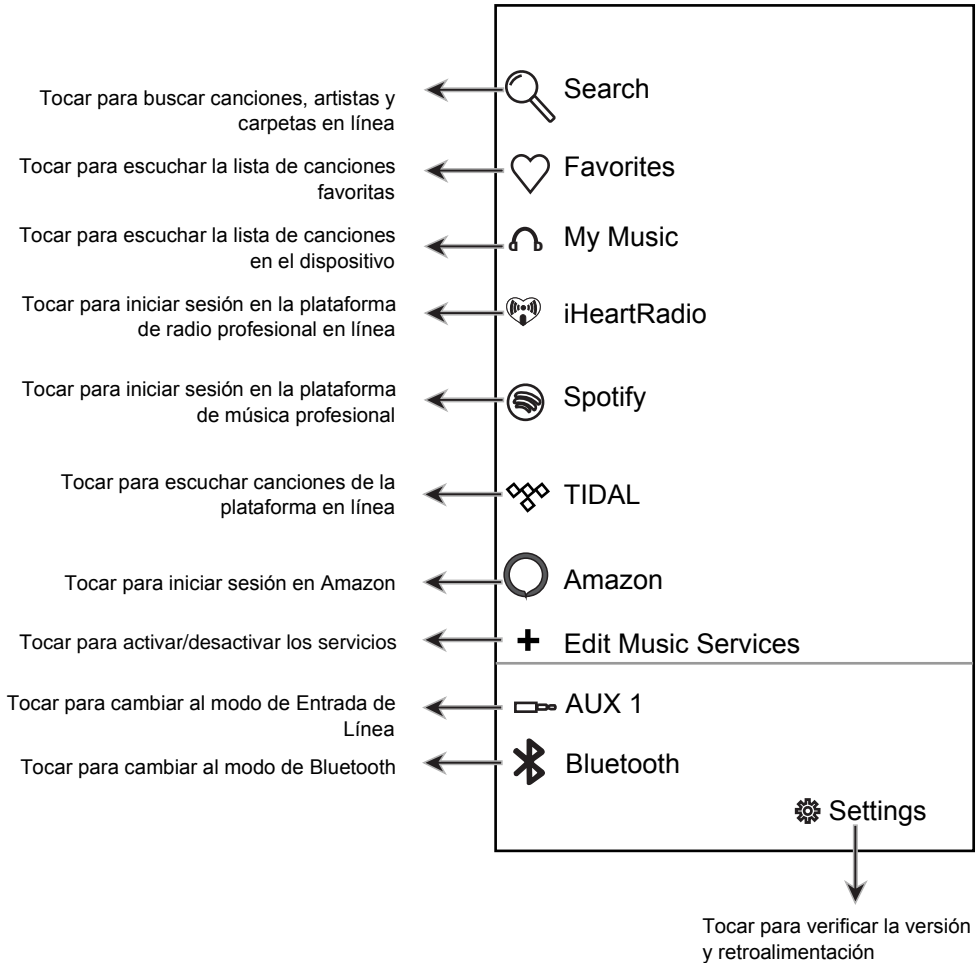 Tocar para buscar canciones, artistas y
carpetas en línea
Search
Tocar para escuchar la lista de canciones
favoritas
Favorites
Tocar para escuchar la lista de canciones
en el dispositivo
My Music
Tocar para iniciar sesión en la plataforma
de radio profesional en línea
iHeartRadio
Tocar para iniciar sesión en la plataforma
de música profesional
Spotify
Tocar para escuchar canciones de la
plataforma en línea
TIDAL
Tocar para iniciar sesión en Amazon
Amazon
Tocar para activar/desactivar los servicios
+ Edit Music Services
Tocar para cambiar al modo de Entrada de
Línea
AUX 1
Tocar para cambiar al modo de Bluetooth
Bluetooth
Settings
Tocar para verificar la versión
y retroalimentación